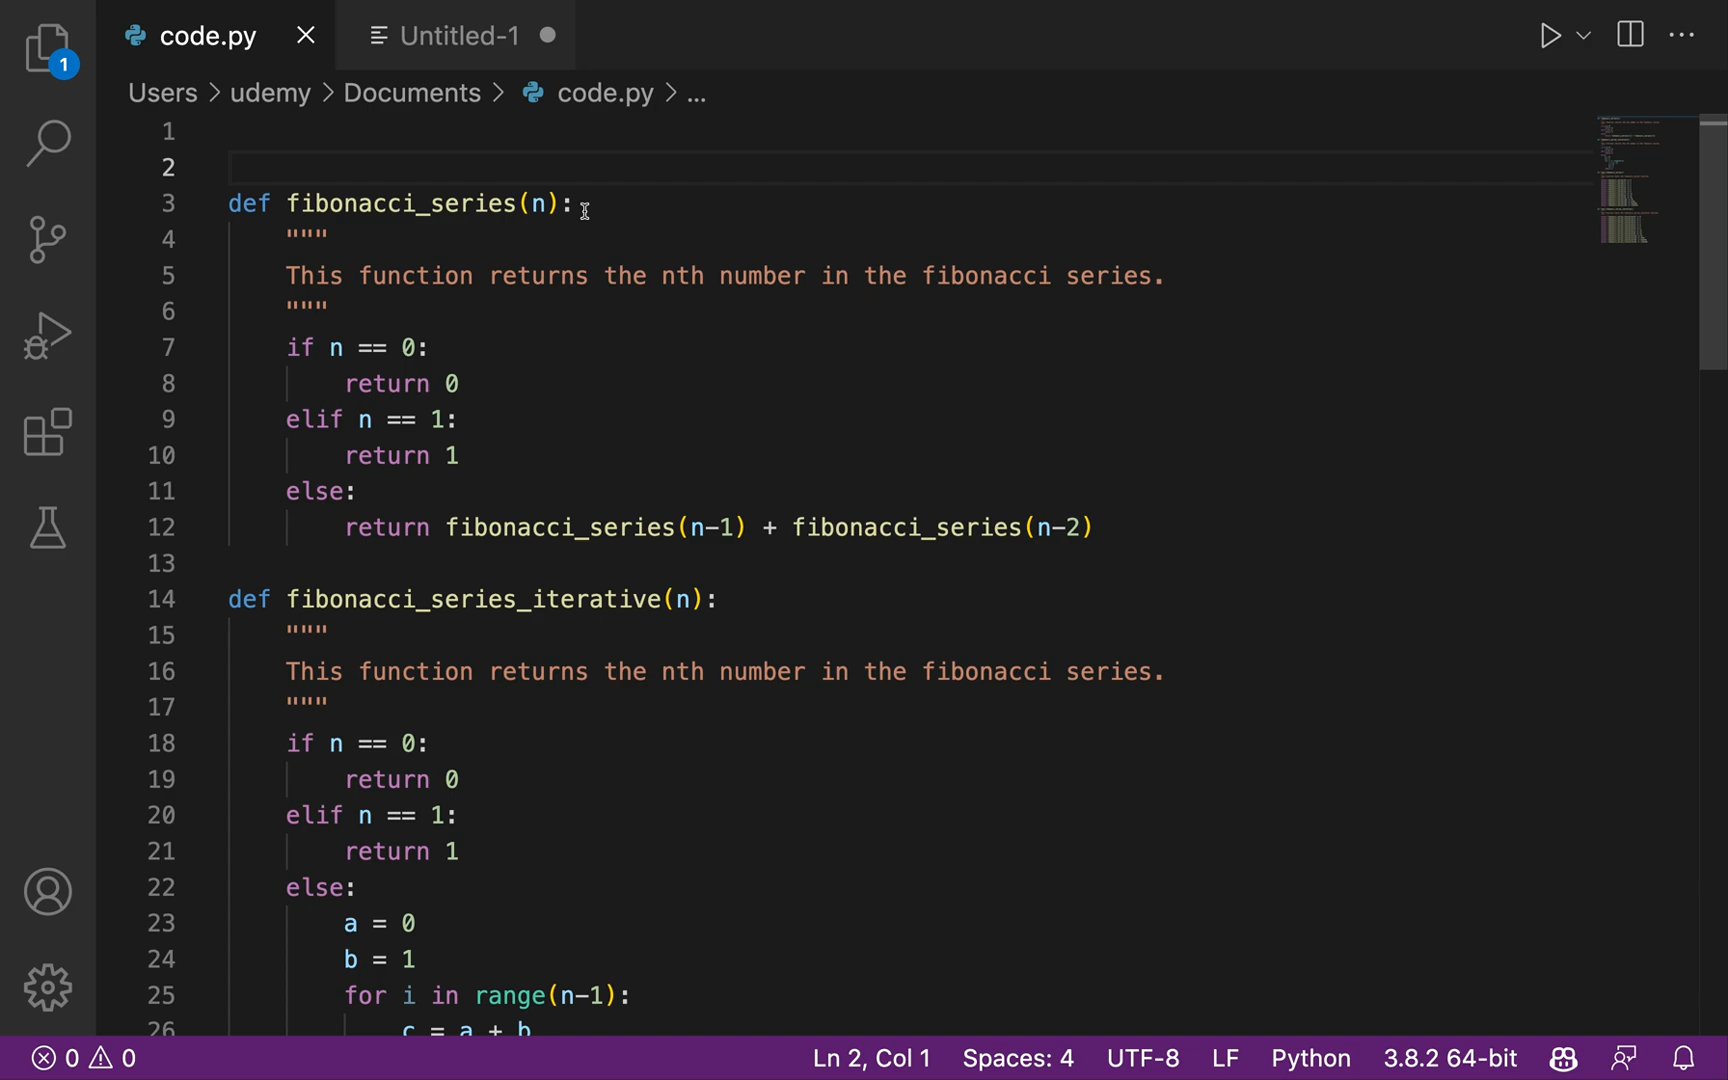 code.py
Untitled-1
1
Users > udemy > Documents > code.py > ...
1
2
3 def fibonacci_series(n):
4 """
5 This function returns the nth number in the fibonacci series.
6 """
7 if n == 0:
8 return 0
9 elif n == 1:
10 return 1
11 else:
12 return fibonacci_series(n-1) + fibonacci_series(n-2)
13
14 def fibonacci_series_iterative(n):
15 """
16 This function returns the nth number in the fibonacci series.
17 """
18 if n == 0:
19 return 0
20 elif n == 1:
21 return 1
22 else:
23 a = 0
24 b = 1
25 for i in range(n-1):
26 c = a + b
0 0 Ln 2, Col 1 Spaces: 4 UTF-8 LF Python 3.8.2 64-bit